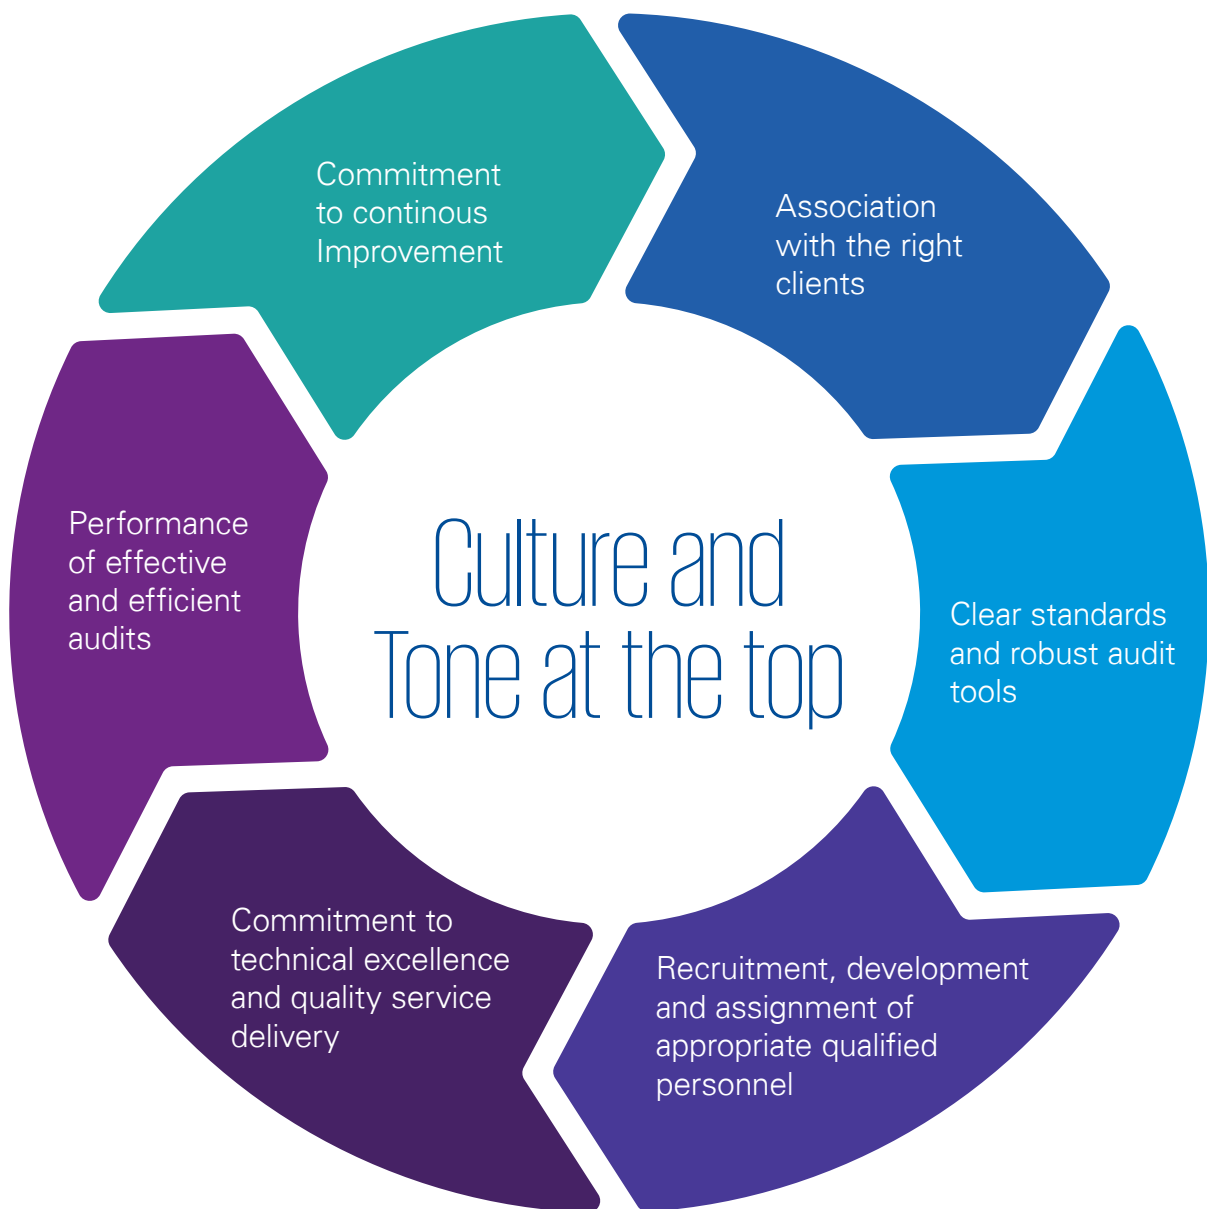 Commitment
to continous
Improvement
Association
with the right
clients
Performance
of effective
and efficient
audits
Culture and
Tone at the top
Clear standards
and robust audit
tools
Commitment to
technical excellence
and quality service
delivery
Recruitment, development
and assignment of
appropriate qualified
personnel